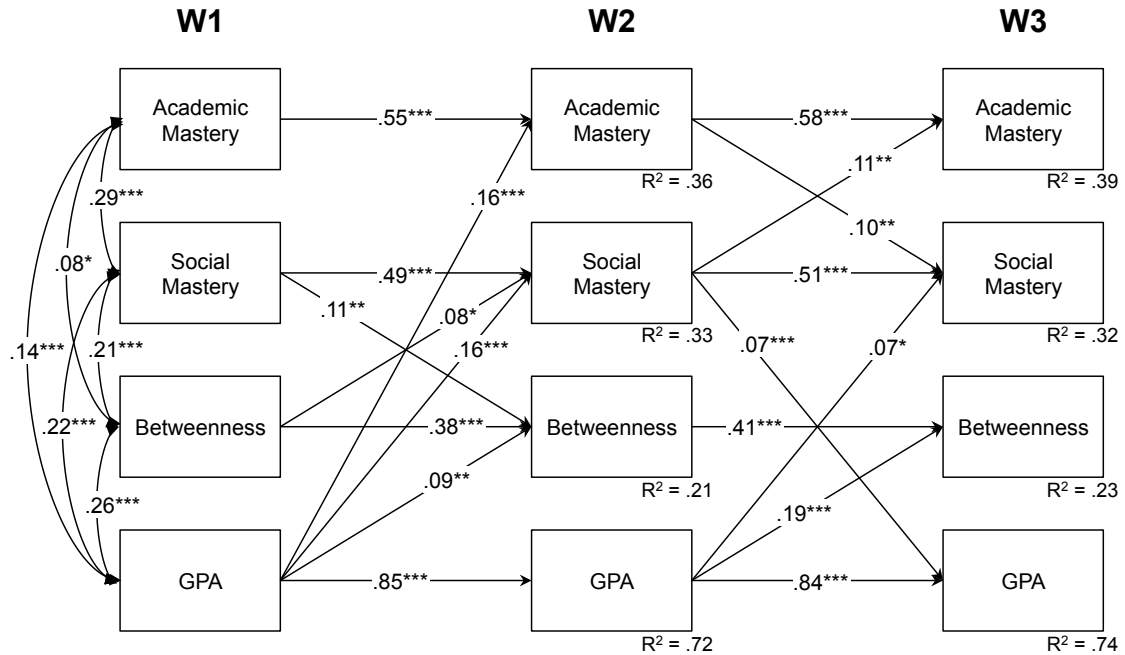 W1 W2 W3
Academic
Mastery
.55***
Academic
Mastery
.58***
Academic
Mastery
R² = .36
R² = .39
.29***
.16***
.11**
.10**
.08*
Social
Mastery
.49***
Social
Mastery
.51***
Social
Mastery
.11**
.08*
R² = .33
R² = .32
.14***
.21***
.16***
.07***
.07*
.22***
Betweenness
.38***
Betweenness
.41***
Betweenness
.09**
R² = .21
R² = .23
.26***
.19***
GPA
.85***
GPA
.84***
GPA
R² = .72
R² = .74